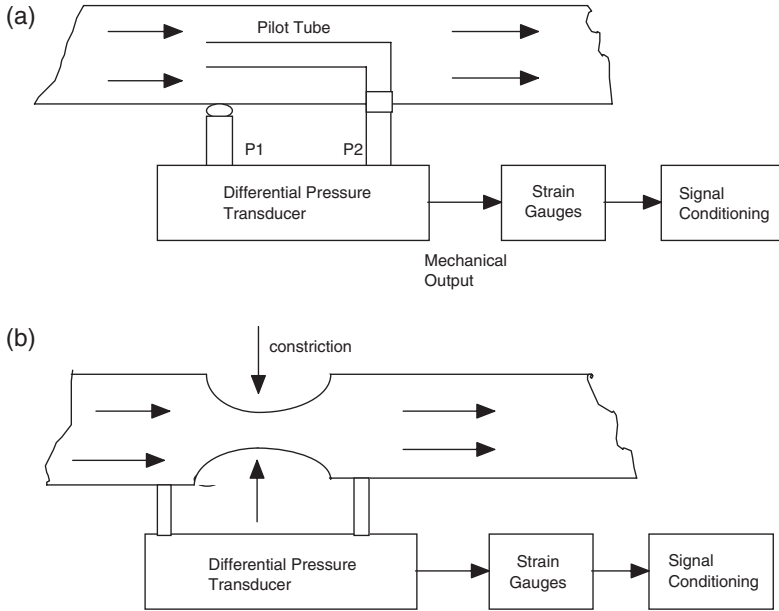 (a)
Pilot Tube
P1
P2
Differential Pressure
Transducer
Strain
Gauges
Signal
Conditioning
Mechanical
Output
(b)
constriction
Differential Pressure
Transducer
Strain
Gauges
Signal
Conditioning